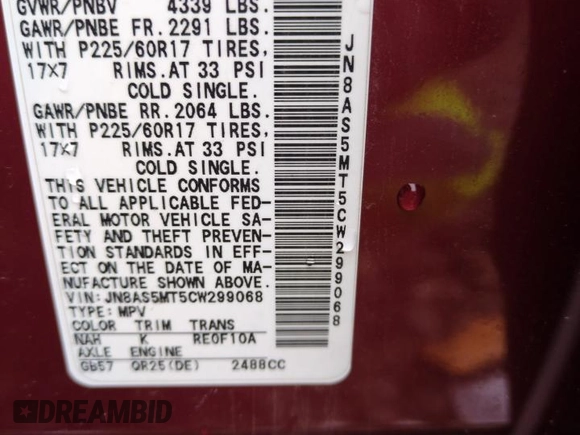 GVWR/PNBV 4339 LBS.
GAWR/PNBE FR. 2291 LBS.
WITH P225/60R17 TIRES,
17x7 RIMS. AT 33 PSI
COLD SINGLE.
GAWR/PNBE RR. 2064 LBS.
WITH P225/60R17 TIRES,
17x7 RIMS. AT 33 PSI
COLD SINGLE.
THIS VEHICLE CONFORMS
TO ALL APPLICABLE FED-
ERAL MOTOR VEHICLE SA-
FETY AND THEFT PREVEN-
TION STANDARDS IN EFF-
ECT ON THE DATE OF MA-
NUFACTURE SHOWN ABOVE.
VIN: JN8AS5MT5CW299068
TYPE: MPV
COLOR TRIM TRANS
NAH K RE0F10A
AXLE ENGINE
GB57 QR25(DE) 2488CC
JN8AS5MT5CW299068
DREAMBID